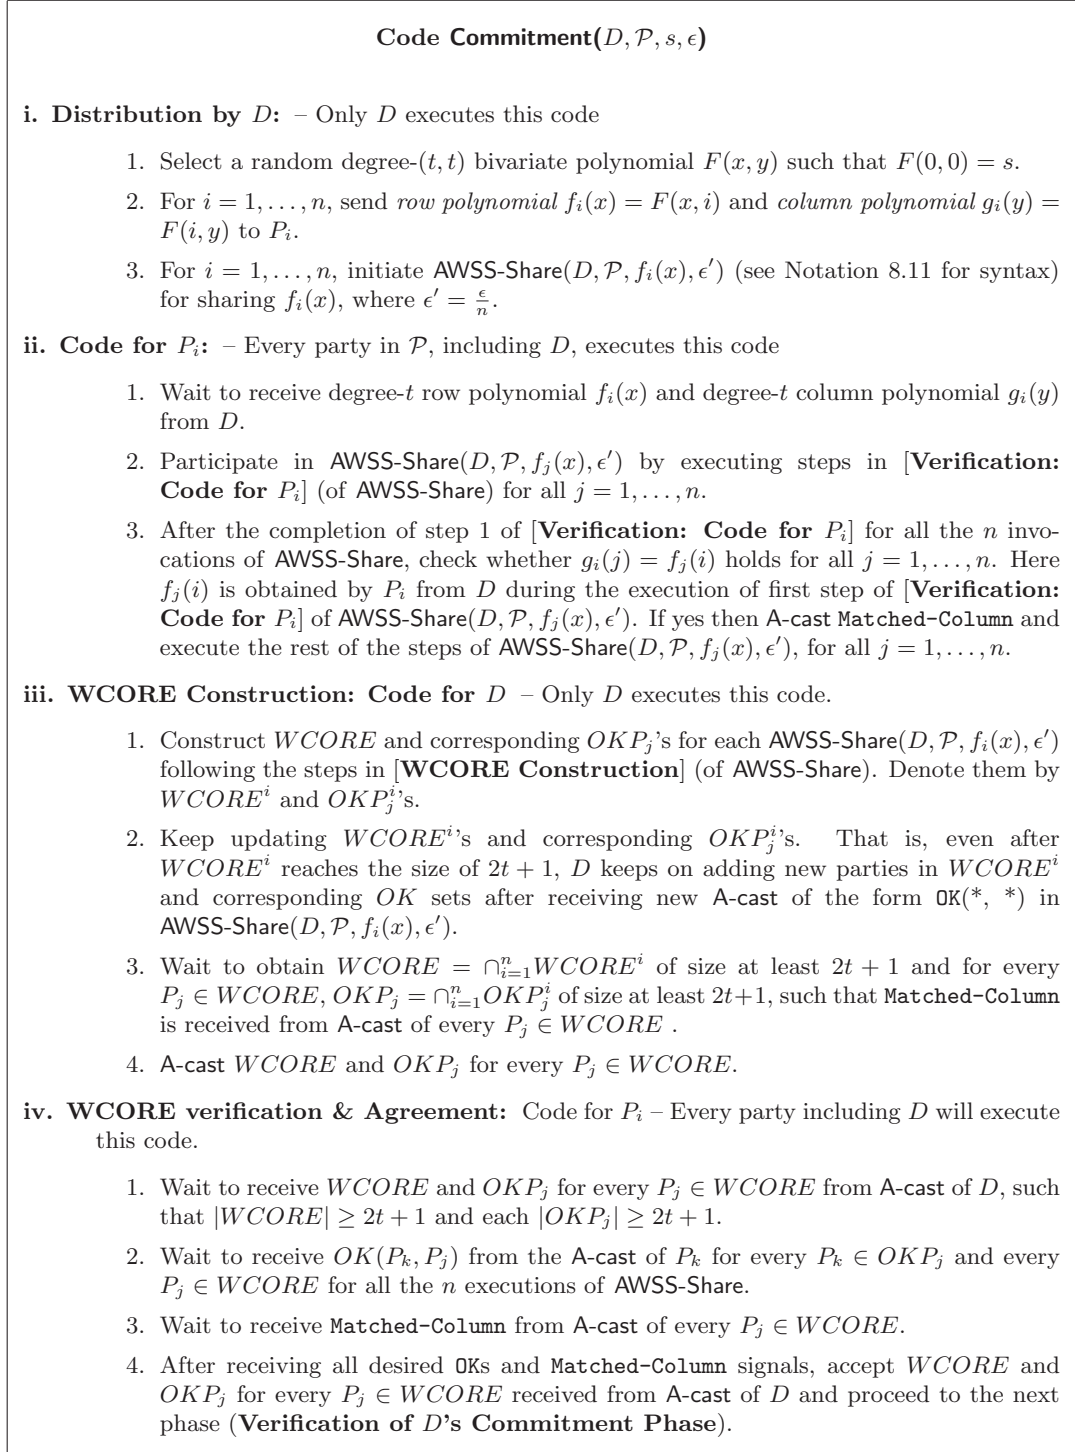 Code Commitment(D, P, s, ϵ)
i. Distribution by D: – Only D executes this code
1. Select a random degree-(t, t) bivariate polynomial F(x, y) such that F(0, 0) = s.
2. For i = 1, . . . , n, send row polynomial f_i(x) = F(x, i) and column polynomial g_i(y) =
F(i, y) to P_i.
3. For i = 1, . . . , n, initiate AWSS-Share(D, P, f_i(x), ϵ′) (see Notation 8.11 for syntax)
for sharing f_i(x), where ϵ′ = ϵ/n.
ii. Code for P_i: – Every party in P, including D, executes this code
1. Wait to receive degree-t row polynomial f_i(x) and degree-t column polynomial g_i(y)
from D.
2. Participate in AWSS-Share(D, P, f_j(x), ϵ′) by executing steps in [Verification:
Code for P_i] (of AWSS-Share) for all j = 1, . . . , n.
3. After the completion of step 1 of [Verification: Code for P_i] for all the n invo-
cations of AWSS-Share, check whether g_i(j) = f_j(i) holds for all j = 1, . . . , n. Here
f_j(i) is obtained by P_i from D during the execution of first step of [Verification:
Code for P_i] of AWSS-Share(D, P, f_j(x), ϵ′). If yes then A-cast Matched-Column and
execute the rest of the steps of AWSS-Share(D, P, f_j(x), ϵ′), for all j = 1, . . . , n.
iii. WCORE Construction: Code for D – Only D executes this code.
1. Construct WCORE and corresponding OKP_j's for each AWSS-Share(D, P, f_i(x), ϵ′)
following the steps in [WCORE Construction] (of AWSS-Share). Denote them by
WCORE^i and OKP_j^i's.
2. Keep updating WCORE^i's and corresponding OKP_j^i's. That is, even after
WCORE^i reaches the size of 2t + 1, D keeps on adding new parties in WCORE^i
and corresponding OK sets after receiving new A-cast of the form OK(*, *) in
AWSS-Share(D, P, f_i(x), ϵ′).
3. Wait to obtain WCORE = ∩_{i=1}^n WCORE^i of size at least 2t + 1 and for every
P_j ∈ WCORE, OKP_j = ∩_{i=1}^n OKP_j^i of size at least 2t+1, such that Matched-Column
is received from A-cast of every P_j ∈ WCORE .
4. A-cast WCORE and OKP_j for every P_j ∈ WCORE.
iv. WCORE verification & Agreement: Code for P_i – Every party including D will execute
this code.
1. Wait to receive WCORE and OKP_j for every P_j ∈ WCORE from A-cast of D, such
that |WCORE| ≥ 2t + 1 and each |OKP_j| ≥ 2t + 1.
2. Wait to receive OK(P_k, P_j) from the A-cast of P_k for every P_k ∈ OKP_j and every
P_j ∈ WCORE for all the n executions of AWSS-Share.
3. Wait to receive Matched-Column from A-cast of every P_j ∈ WCORE.
4. After receiving all desired OKs and Matched-Column signals, accept WCORE and
OKP_j for every P_j ∈ WCORE received from A-cast of D and proceed to the next
phase (Verification of D's Commitment Phase).